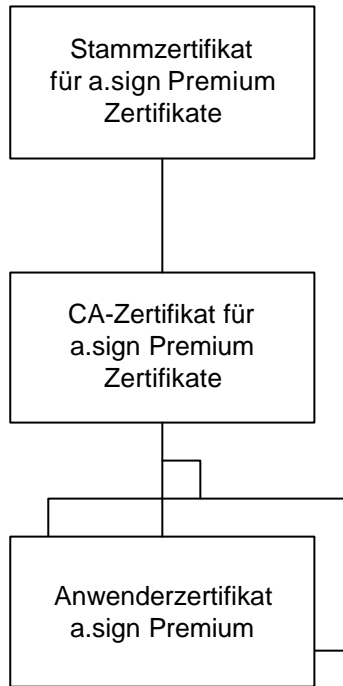 Stammzertifikat
für a.sign Premium
Zertifikate
CA-Zertifikat für
a.sign Premium
Zertifikate
Anwenderzertifikat
a.sign Premium